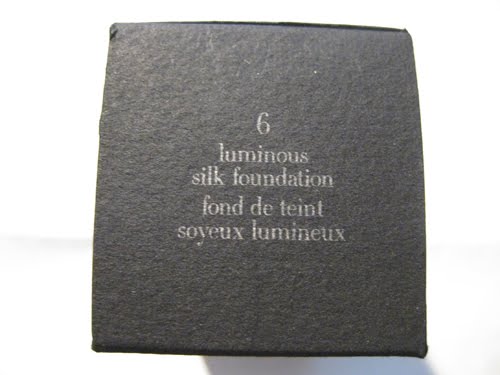 6
luminous
silk foundation
fond de teint
soyeux lumineux